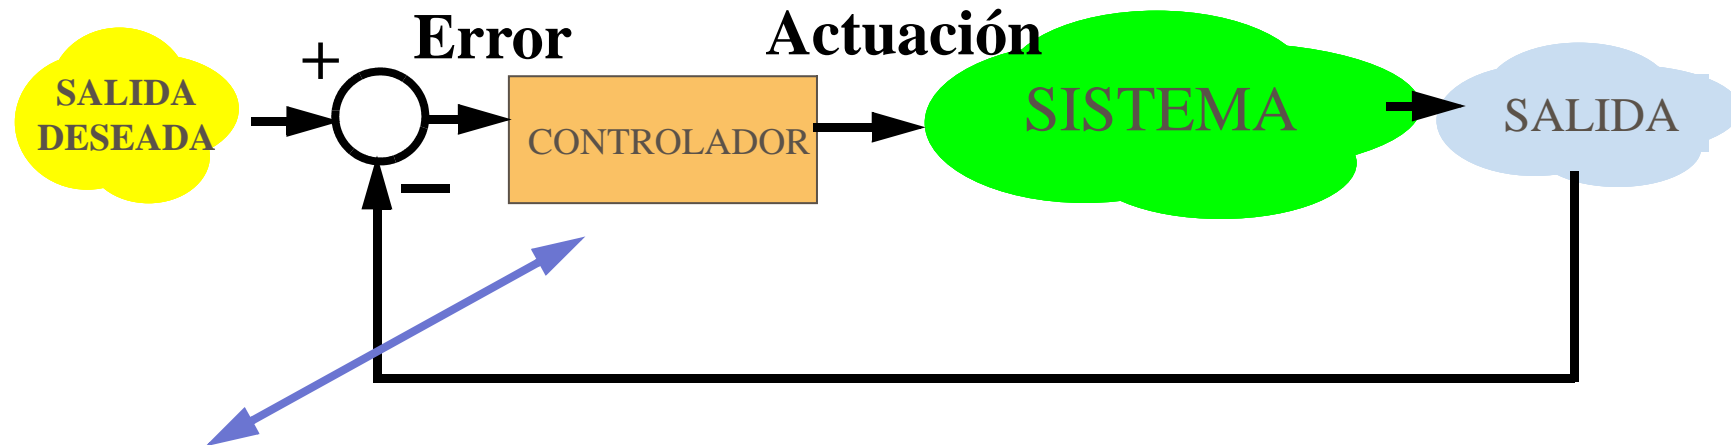 SALIDA
DESEADA
+
Error
CONTROLADOR
Actuación
SISTEMA
SALIDA
−